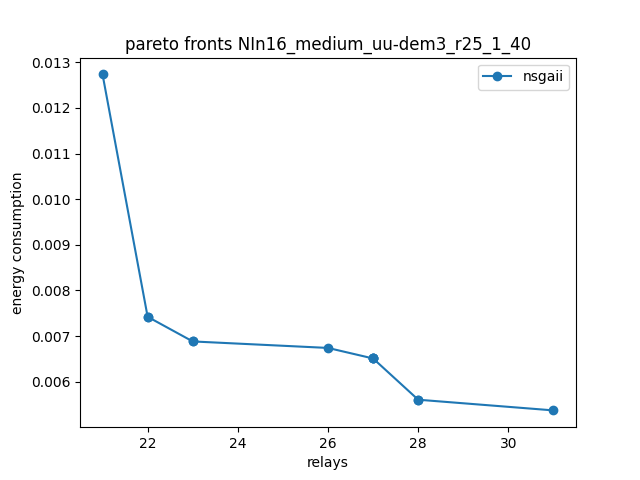 pareto fronts NIn16_medium_uu-dem3_r25_1_40
nsgaii
energy consumption
0.013
0.012
0.011
0.010
0.009
0.008
0.007
0.006
22 24 26 28 30
relays